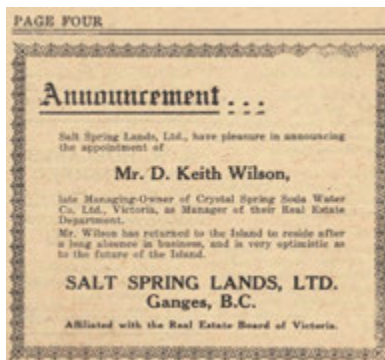 PAGE FOUR
Announcement . . .
Salt Spring Lands, Ltd., have pleasure in announcing
the appointment of
Mr. D. Keith Wilson,
late Managing-Owner of Crystal Spring Soda Water
Co. Ltd., Victoria, as Manager of their Real Estate
Department.
Mr. Wilson has returned to the Island to reside after
a long absence in business, and is very optimistic as
to the future of the Island.
SALT SPRING LANDS, LTD.
Ganges, B.C.
Affiliated with the Real Estate Board of Victoria.